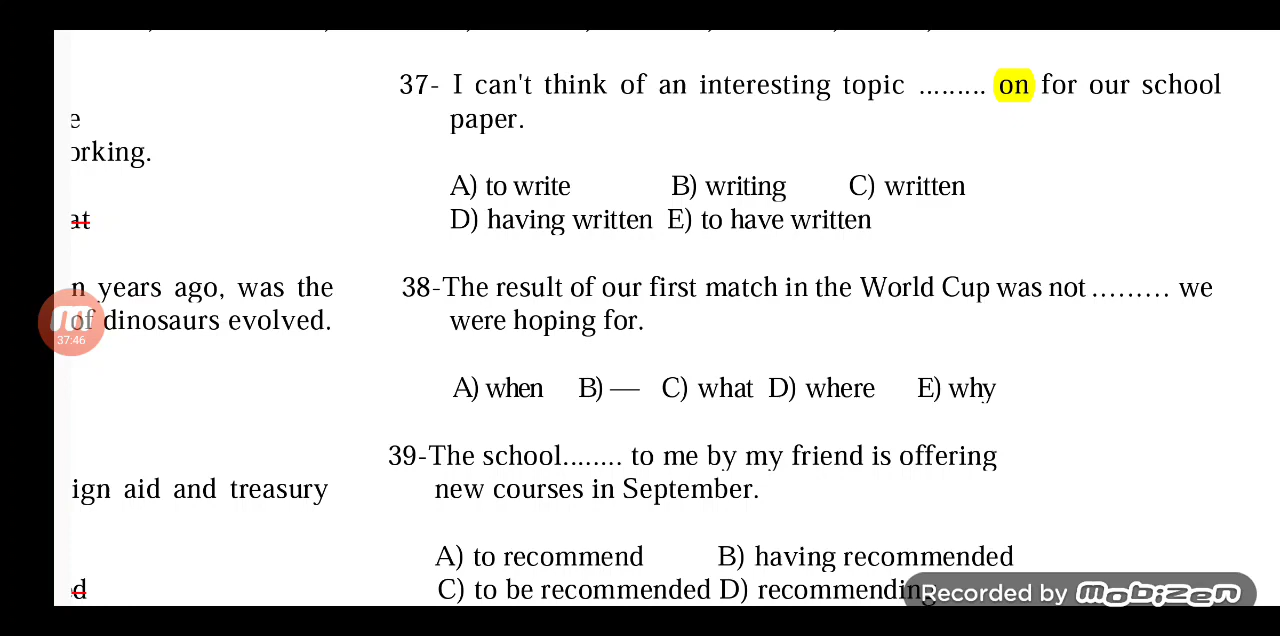 37- I can't think of an interesting topic ......... on for our school
paper.
e
orking.
A) to write B) writing C) written
D) having written E) to have written
at
38-The result of our first match in the World Cup was not ......... we
were hoping for.
n years ago, was the
of dinosaurs evolved.
37:46
A) when B) — C) what D) where E) why
39-The school........ to me by my friend is offering
new courses in September.
ign aid and treasury
A) to recommend B) having recommended
C) to be recommended D) recommending
d
Recorded by mobizen